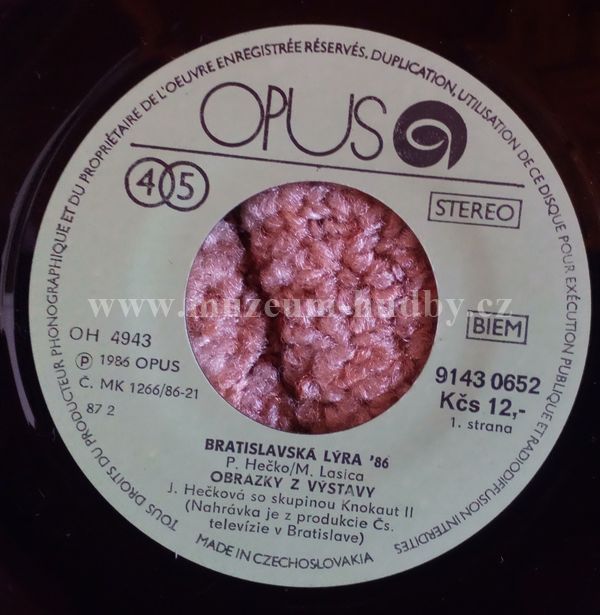 TOUS DROITS DU PRODUCTEUR PHONOGRAPHIQUE ET DU PROPRIÉTAIRE DE L'OEUVRE ENREGISTRÉE RÉSERVÉS, DUPLICATION, UTILISATION DE CE DISQUE POUR EXÉCUTION PUBLIQUE ET RADIODIFFUSION INTERDITES
OPUS
45
STEREO
www.muzeum-hudby.cz
BIEM
OH 4943
Ⓟ 1986 OPUS
Č. MK 1266/86-21
87 2
9143 0652
Kčs 12,-
1. strana
BRATISLAVSKÁ LÝRA '86
P. Hečko/M. Lasica
OBRAZKY Z VÝSTAVY
J. Hečková so skupinou Knokaut II
(Nahrávka je z produkcie Čs.
televízie v Bratislave)
MADE IN CZECHOSLOVAKIA